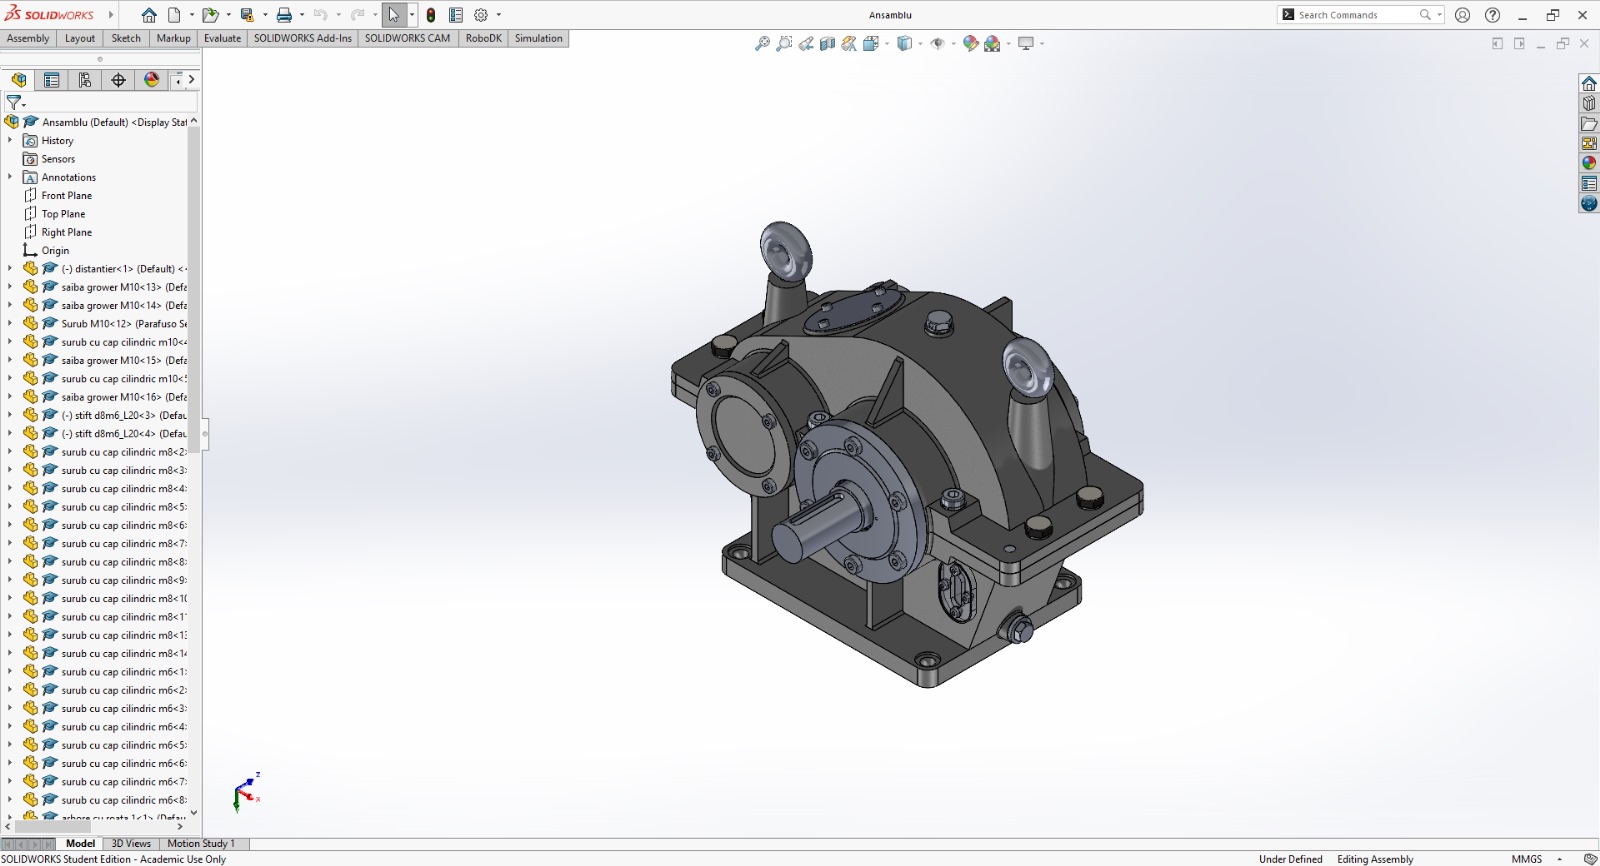 SOLIDWORKS
Ansamblu
Search Commands
Assembly Layout Sketch Markup Evaluate SOLIDWORKS Add-Ins SOLIDWORKS CAM RoboDK Simulation
Ansamblu (Default) <Display Stat
History
Sensors
Annotations
Front Plane
Top Plane
Right Plane
Origin
(-) distantier<1> (Default) <
saiba grower M10<13> (Defa
saiba grower M10<14> (Defa
Surub M10<12> (Parafuso Se
surub cu cap cilindric m10<4
saiba grower M10<15> (Defa
surub cu cap cilindric m10<5
saiba grower M10<16> (Defa
(-) stift d8m6_L20<3> (Defau
(-) stift d8m6_L20<4> (Defau
surub cu cap cilindric m8<2>
surub cu cap cilindric m8<3>
surub cu cap cilindric m8<4>
surub cu cap cilindric m8<5>
surub cu cap cilindric m8<6>
surub cu cap cilindric m8<7>
surub cu cap cilindric m8<8>
surub cu cap cilindric m8<9>
surub cu cap cilindric m8<10
surub cu cap cilindric m8<11
surub cu cap cilindric m8<13
surub cu cap cilindric m8<14
surub cu cap cilindric m6<1>
surub cu cap cilindric m6<2>
surub cu cap cilindric m6<3>
surub cu cap cilindric m6<4>
surub cu cap cilindric m6<5>
surub cu cap cilindric m6<6>
surub cu cap cilindric m6<7>
surub cu cap cilindric m6<8>
arbore cu roata 1<1> (Defau
z
x
Model 3D Views Motion Study 1
SOLIDWORKS Student Edition - Academic Use Only
Under Defined Editing Assembly MMGS